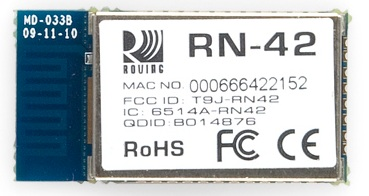 MD-033B
09-11-10
ROVING
RN-42
MAC NO. 000666422152
FCC ID: T9J-RN42
IC: 6514A-RN42
QDID: B014876
RoHS
FC CE